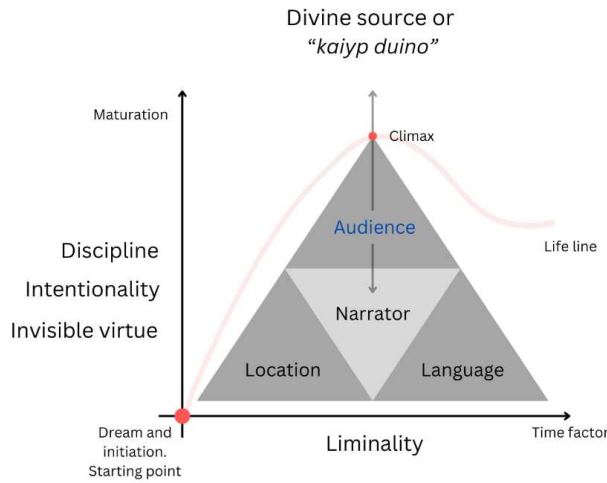 Divine source or
“kaiyp duino”
Maturation
Climax
Audience
Discipline
Intentionality
Invisible virtue
Life line
Narrator
Location
Language
Dream and
initiation.
Starting point
Liminality
Time factor